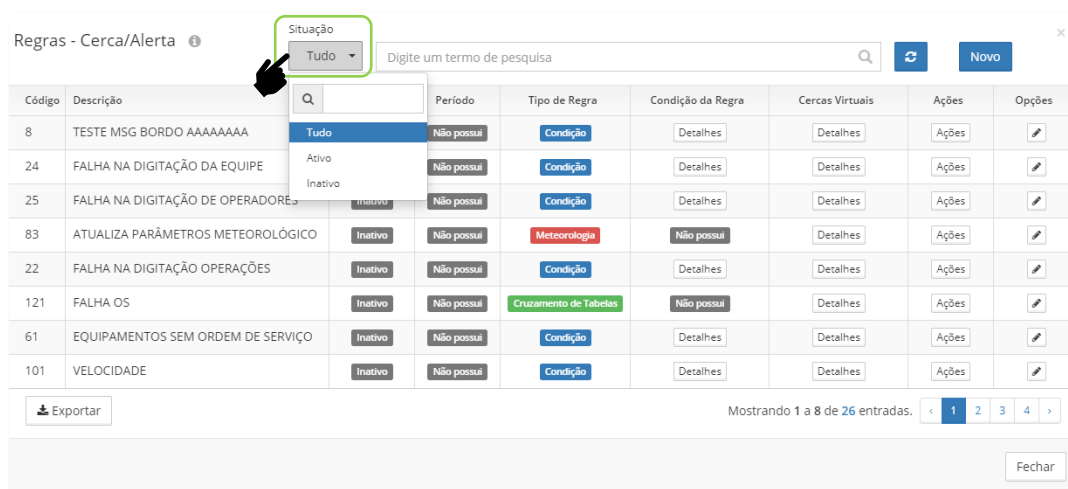 Situação
Regras - Cerca/Alerta
Tudo
Digite um termo de pesquisa
Novo
Código Descrição Período Tipo de Regra Condição da Regra Cercas Virtuais Ações Opções
Tudo
Ativo
Inativo
8 TESTE MSG BORDO AAAAAAAA Não possui Condição Detalhes Detalhes Ações
24 FALHA NA DIGITAÇÃO DA EQUIPE Não possui Condição Detalhes Detalhes Ações
25 FALHA NA DIGITAÇÃO DE OPERADORES Inativo Não possui Condição Detalhes Detalhes Ações
83 ATUALIZA PARÂMETROS METEOROLÓGICO Inativo Não possui Meteorologia Não possui Detalhes Ações
22 FALHA NA DIGITAÇÃO OPERAÇÕES Inativo Não possui Condição Detalhes Detalhes Ações
121 FALHA OS Inativo Não possui Cruzamento de Tabelas Não possui Detalhes Ações
61 EQUIPAMENTOS SEM ORDEM DE SERVIÇO Inativo Não possui Condição Detalhes Detalhes Ações
101 VELOCIDADE Inativo Não possui Condição Detalhes Detalhes Ações
Exportar Mostrando 1 a 8 de 26 entradas. ‹ 1 2 3 4 ›
Fechar